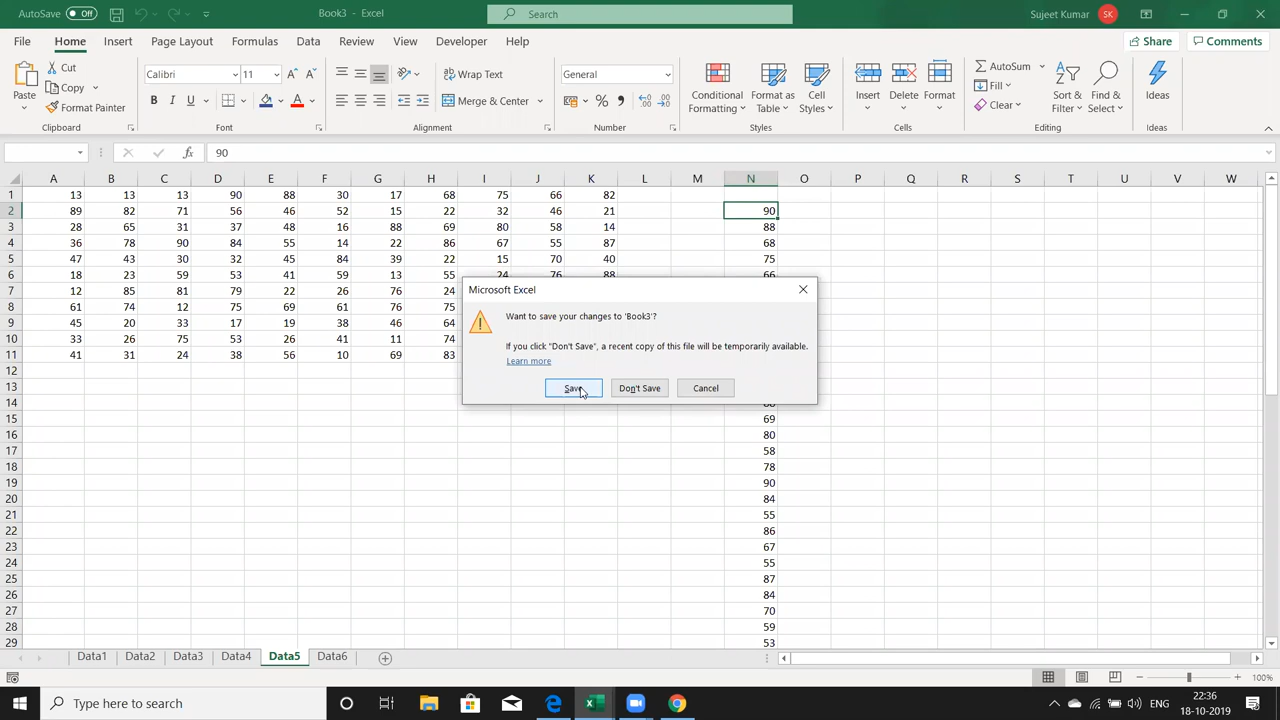 AutoSave Off Book3 - Excel Search Sujeet Kumar SK
File Home Insert Page Layout Formulas Data Review View Developer Help Share Comments
Paste Cut Copy Format Painter Clipboard
Calibri 11 B I U Font
Wrap Text Merge & Center Alignment
General Number
Conditional Formatting Format as Table Cell Styles Styles
Insert Delete Format Cells
AutoSum Fill Clear Sort & Filter Find & Select Editing
Ideas Ideas
fx 90
A B C D E F G H I J K L M N O P Q R S T U V W
1 13 13 13 90 88 30 17 68 75 66 82
2 89 82 71 56 46 52 15 22 32 46 21 90
3 28 65 31 37 48 16 88 69 80 58 14 88
4 36 78 90 84 55 14 22 86 67 55 87 68
5 47 43 30 32 45 84 39 22 15 70 40 75
6 18 23 59 53 41 59 13 55 24 76 88 66
7 12 85 81 79 22 26 76 24
8 61 74 12 75 69 61 76 75
9 45 20 33 17 19 38 46 64
10 33 26 75 53 26 41 11 74
11 41 31 24 38 56 10 69 83
12
13
14
15 69
16 80
17 58
18 78
19 90
20 84
21 55
22 86
23 67
24 55
25 87
26 84
27 70
28 59
29 53
Microsoft Excel
Want to save your changes to 'Book3'?
If you click "Don't Save", a recent copy of this file will be temporarily available.
Learn more
Save Don't Save Cancel
Data1 Data2 Data3 Data4 Data5 Data6
100%
Type here to search ENG 22:36
18-10-2019